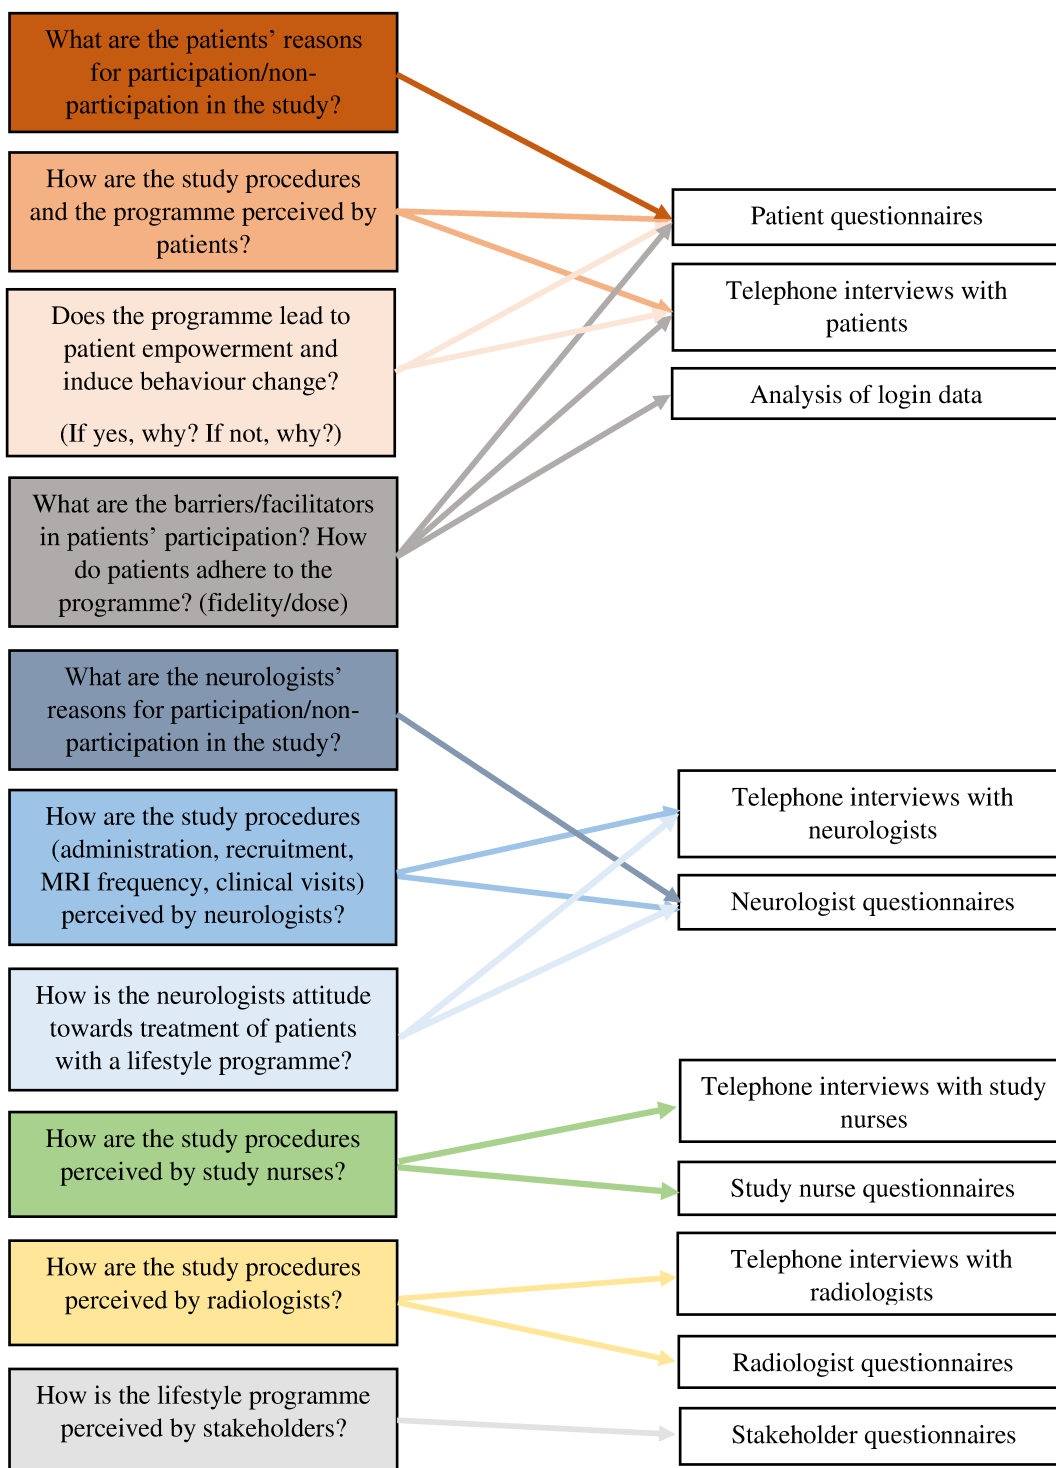 What are the patients’ reasons
for participation/non-
participation in the study?
How are the study procedures
and the programme perceived by
patients?
Does the programme lead to
patient empowerment and
induce behaviour change?
(If yes, why? If not, why?)
What are the barriers/facilitators
in patients’ participation? How
do patients adhere to the
programme? (fidelity/dose)
What are the neurologists’
reasons for participation/non-
participation in the study?
How are the study procedures
(administration, recruitment,
MRI frequency, clinical visits)
perceived by neurologists?
How is the neurologists attitude
towards treatment of patients
with a lifestyle programme?
How are the study procedures
perceived by study nurses?
How are the study procedures
perceived by radiologists?
How is the lifestyle programme
perceived by stakeholders?
Patient questionnaires
Telephone interviews with
patients
Analysis of login data
Telephone interviews with
neurologists
Neurologist questionnaires
Telephone interviews with study
nurses
Study nurse questionnaires
Telephone interviews with
radiologists
Radiologist questionnaires
Stakeholder questionnaires